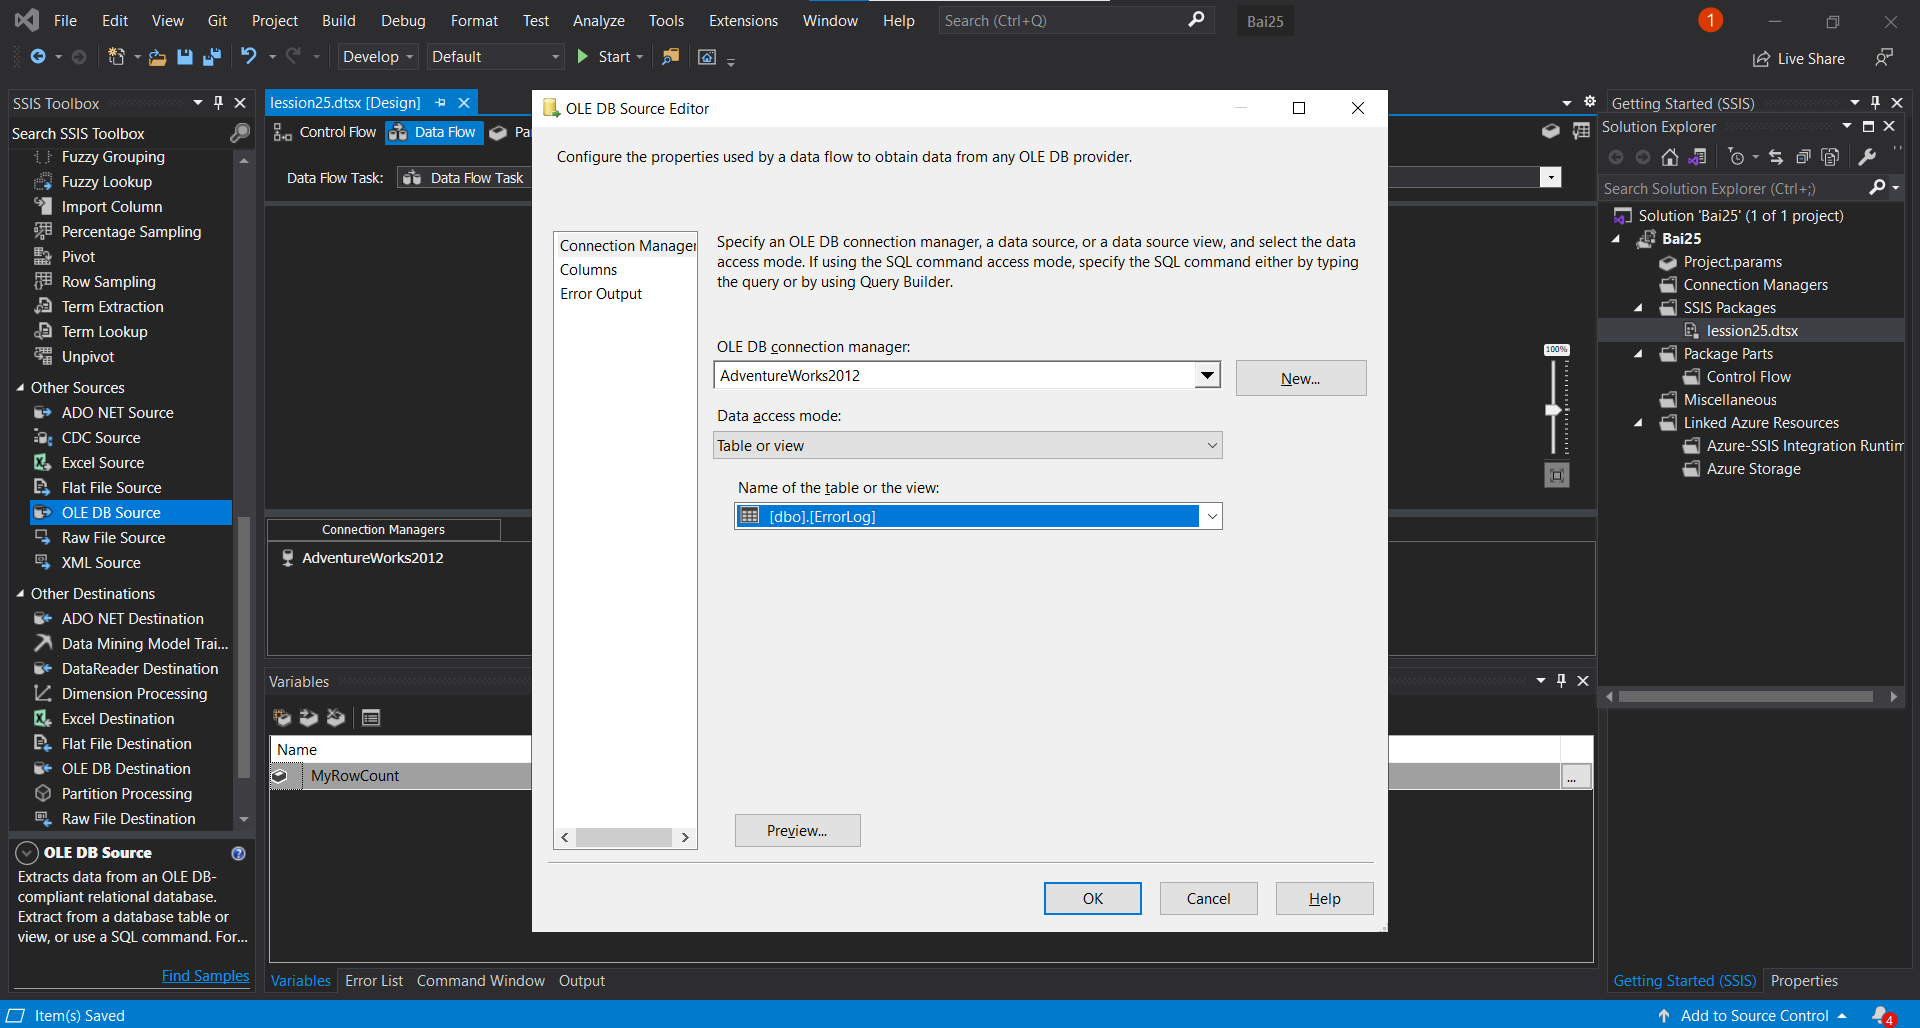 File Edit View Git Project Build Debug Format Test Analyze Tools Extensions Window Help Search (Ctrl+Q) Bai25 1
Develop Default Start Live Share
SSIS Toolbox
Search SSIS Toolbox
Fuzzy Grouping
Fuzzy Lookup
Import Column
Percentage Sampling
Pivot
Row Sampling
Term Extraction
Term Lookup
Unpivot
Other Sources
ADO NET Source
CDC Source
Excel Source
Flat File Source
OLE DB Source
Raw File Source
XML Source
Other Destinations
ADO NET Destination
Data Mining Model Trai...
DataReader Destination
Dimension Processing
Excel Destination
Flat File Destination
OLE DB Destination
Partition Processing
Raw File Destination
OLE DB Source
Extracts data from an OLE DB-
compliant relational database.
Extract from a database table or
view, or use a SQL command. For...
Find Samples
lession25.dtsx [Design]
Control Flow Data Flow Pa
Data Flow Task: Data Flow Task
100%
Connection Managers
AdventureWorks2012
Variables
Name
MyRowCount
...
Variables Error List Command Window Output
OLE DB Source Editor
Configure the properties used by a data flow to obtain data from any OLE DB provider.
Connection Manager
Columns
Error Output
Specify an OLE DB connection manager, a data source, or a data source view, and select the data
access mode. If using the SQL command access mode, specify the SQL command either by typing
the query or by using Query Builder.
OLE DB connection manager:
AdventureWorks2012
New...
Data access mode:
Table or view
Name of the table or the view:
[dbo].[ErrorLog]
Preview...
OK Cancel Help
Getting Started (SSIS)
Solution Explorer
Search Solution Explorer (Ctrl+;)
Solution 'Bai25' (1 of 1 project)
Bai25
Project.params
Connection Managers
SSIS Packages
lession25.dtsx
Package Parts
Control Flow
Miscellaneous
Linked Azure Resources
Azure-SSIS Integration Runtim
Azure Storage
Getting Started (SSIS) Properties
Item(s) Saved
Add to Source Control 4